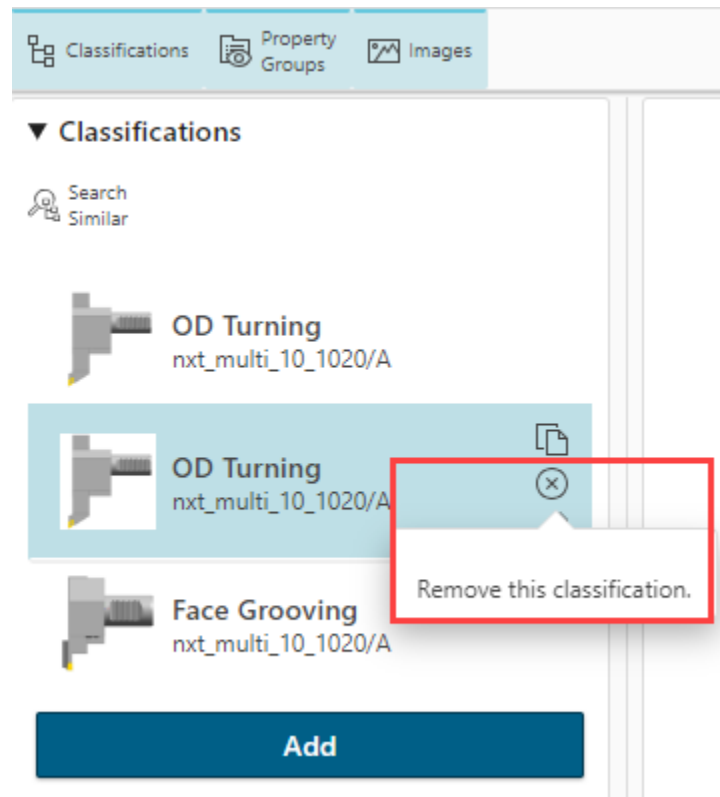 Classifications
Property
Groups
Images
▼ Classifications
Search
Similar
OD Turning
nxt_multi_10_1020/A
OD Turning
nxt_multi_10_1020/A
Remove this classification.
Face Grooving
nxt_multi_10_1020/A
Add